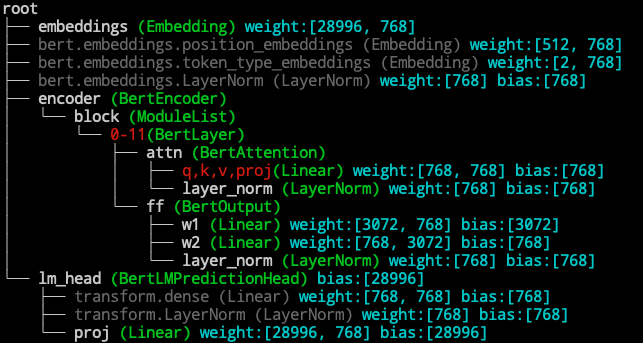 root
├── embeddings (Embedding) weight:[28996, 768]
├── bert.embeddings.position_embeddings (Embedding) weight:[512, 768]
├── bert.embeddings.token_type_embeddings (Embedding) weight:[2, 768]
├── bert.embeddings.LayerNorm (LayerNorm) weight:[768] bias:[768]
├── encoder (BertEncoder)
│   └── block (ModuleList)
│       └── 0-11(BertLayer)
│           ├── attn (BertAttention)
│           │   ├── q,k,v,proj(Linear) weight:[768, 768] bias:[768]
│           │   └── layer_norm (LayerNorm) weight:[768] bias:[768]
│           └── ff (BertOutput)
│               ├── w1 (Linear) weight:[3072, 768] bias:[3072]
│               ├── w2 (Linear) weight:[768, 3072] bias:[768]
│               └── layer_norm (LayerNorm) weight:[768] bias:[768]
└── lm_head (BertLMPredictionHead) bias:[28996]
    ├── transform.dense (Linear) weight:[768, 768] bias:[768]
    ├── transform.LayerNorm (LayerNorm) weight:[768] bias:[768]
    └── proj (Linear) weight:[28996, 768] bias:[28996]